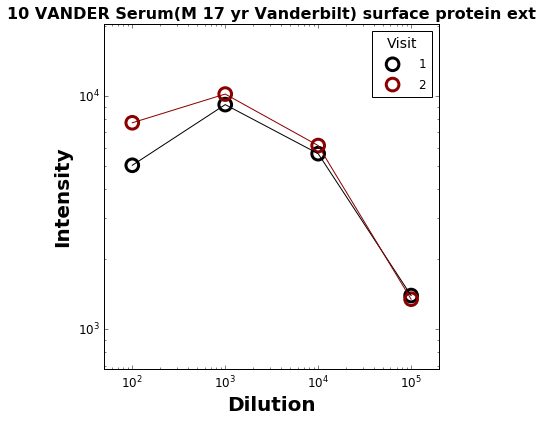 10 VANDER Serum(M 17 yr Vanderbilt) surface protein ext
Visit
1
2
10⁴
10³
Intensity
10² 10³ 10⁴ 10⁵
Dilution